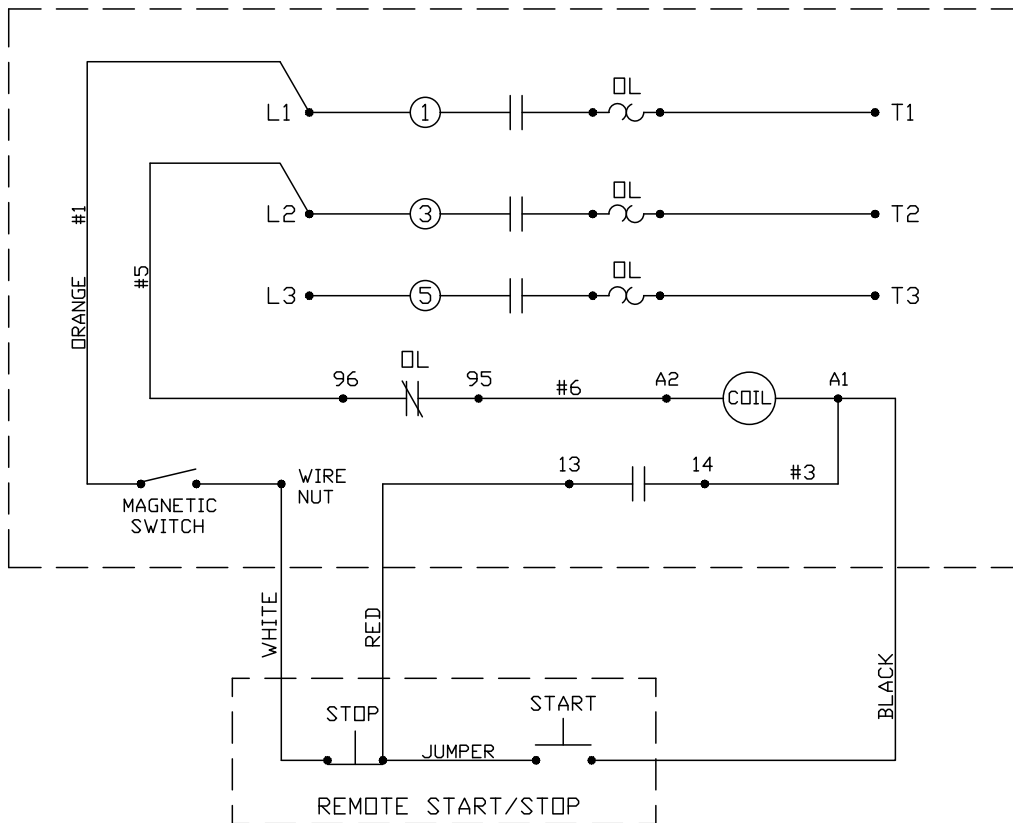 OL
L1
1
T1
OL
L2
3
T2
#1
OL
#5
L3
5
T3
ORANGE
OL
96
95
#6
A2
COIL
A1
WIRE
NUT
13
14
#3
MAGNETIC
SWITCH
WHITE
RED
BLACK
STOP
START
JUMPER
REMOTE START/STOP